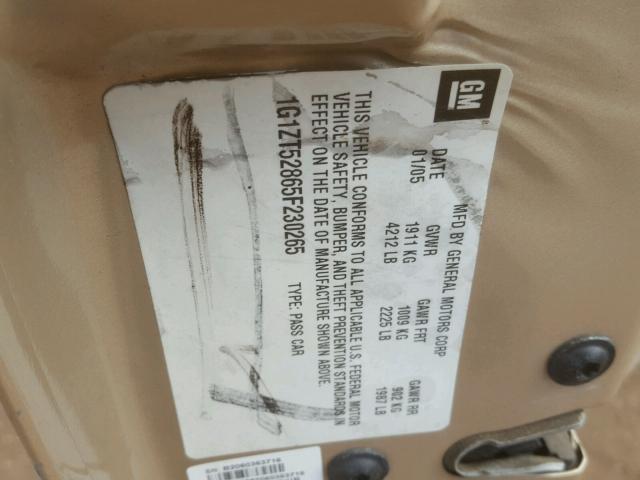 GM
MFD BY GENERAL MOTORS CORP
DATE GVWR GAWR FRT GAWR RR
01/05 1911 KG 1009 KG 902 KG
4212 LB 2225 LB 1987 LB
THIS VEHICLE CONFORMS TO ALL APPLICABLE U.S. FEDERAL MOTOR
VEHICLE SAFETY, BUMPER, AND THEFT PREVENTION STANDARDS IN
EFFECT ON THE DATE OF MANUFACTURE SHOWN ABOVE.
1G1ZT52865F230265 TYPE: PASS CAR
S/N: B2060363716